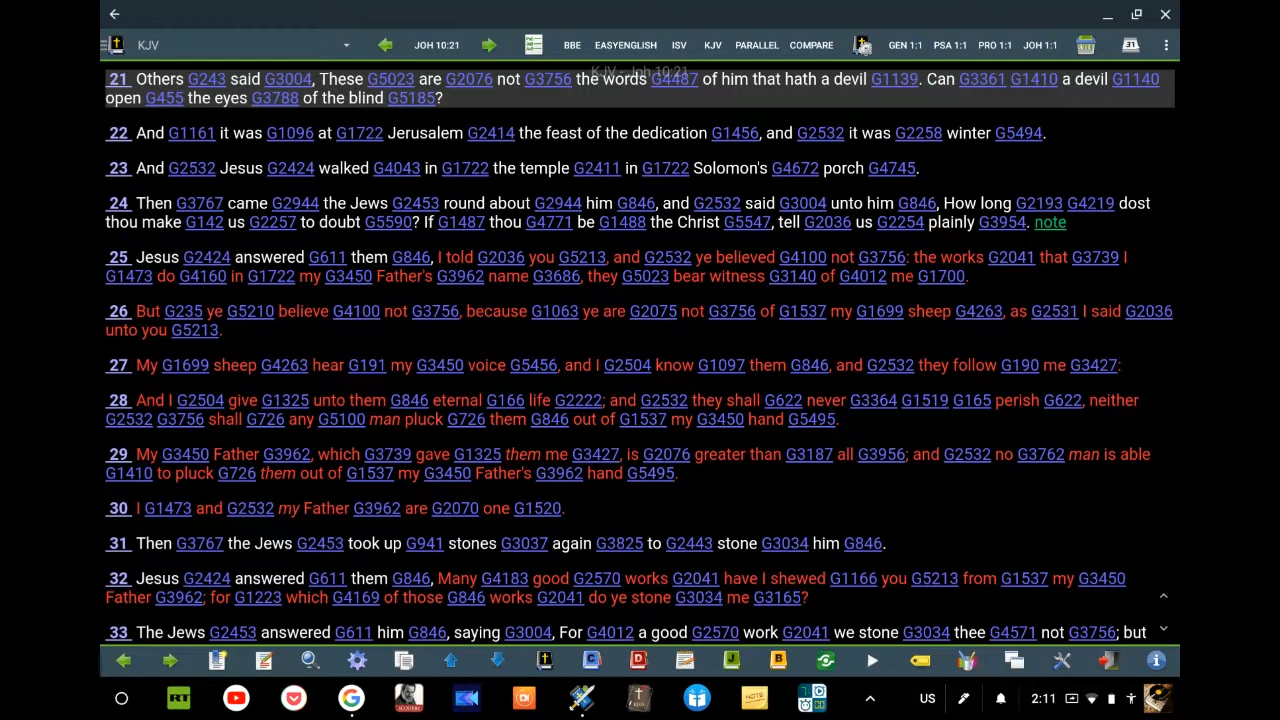 KJV JOH 10:21 BBE EASYENGLISH ISV KJV PARALLEL COMPARE GEN 1:1 PSA 1:1 PRO 1:1 JOH 1:1 31
KJV - Joh 10:21
21 Others G243 said G3004, These G5023 are G2076 not G3756 the words G4487 of him that hath a devil G1139. Can G3361 G1410 a devil G1140
open G455 the eyes G3788 of the blind G5185?
22 And G1161 it was G1096 at G1722 Jerusalem G2414 the feast of the dedication G1456, and G2532 it was G2258 winter G5494.
23 And G2532 Jesus G2424 walked G4043 in G1722 the temple G2411 in G1722 Solomon's G4672 porch G4745.
24 Then G3767 came G2944 the Jews G2453 round about G2944 him G846, and G2532 said G3004 unto him G846, How long G2193 G4219 dost
thou make G142 us G2257 to doubt G5590? If G1487 thou G4771 be G1488 the Christ G5547, tell G2036 us G2254 plainly G3954. note
25 Jesus G2424 answered G611 them G846, I told G2036 you G5213, and G2532 ye believed G4100 not G3756: the works G2041 that G3739 I
G1473 do G4160 in G1722 my G3450 Father's G3962 name G3686, they G5023 bear witness G3140 of G4012 me G1700.
26 But G235 ye G5210 believe G4100 not G3756, because G1063 ye are G2075 not G3756 of G1537 my G1699 sheep G4263, as G2531 I said G2036
unto you G5213.
27 My G1699 sheep G4263 hear G191 my G3450 voice G5456, and I G2504 know G1097 them G846, and G2532 they follow G190 me G3427:
28 And I G2504 give G1325 unto them G846 eternal G166 life G2222; and G2532 they shall G622 never G3364 G1519 G165 perish G622, neither
G2532 G3756 shall G726 any G5100 man pluck G726 them G846 out of G1537 my G3450 hand G5495.
29 My G3450 Father G3962, which G3739 gave G1325 them me G3427, is G2076 greater than G3187 all G3956; and G2532 no G3762 man is able
G1410 to pluck G726 them out of G1537 my G3450 Father's G3962 hand G5495.
30 I G1473 and G2532 my Father G3962 are G2070 one G1520.
31 Then G3767 the Jews G2453 took up G941 stones G3037 again G3825 to G2443 stone G3034 him G846.
32 Jesus G2424 answered G611 them G846, Many G4183 good G2570 works G2041 have I shewed G1166 you G5213 from G1537 my G3450
Father G3962; for G1223 which G4169 of those G846 works G2041 do ye stone G3034 me G3165?
33 The Jews G2453 answered G611 him G846, saying G3004, For G4012 a good G2570 work G2041 we stone G3034 thee G4571 not G3756; but
C D J B
RT G NOTE US 2:11